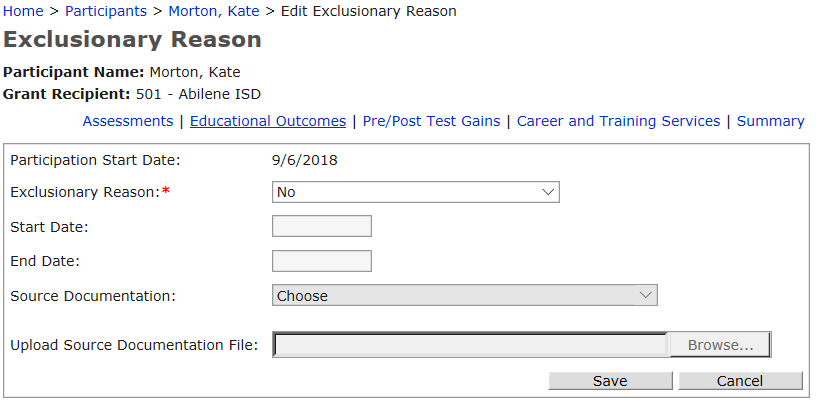 Home > Participants > Morton, Kate > Edit Exclusionary Reason
Exclusionary Reason
Participant Name: Morton, Kate
Grant Recipient: 501 - Abilene ISD
Assessments | Educational Outcomes | Pre/Post Test Gains | Career and Training Services | Summary
Participation Start Date: 9/6/2018
Exclusionary Reason:* No
Start Date:
End Date:
Source Documentation: Choose
Upload Source Documentation File: Browse...
Save Cancel